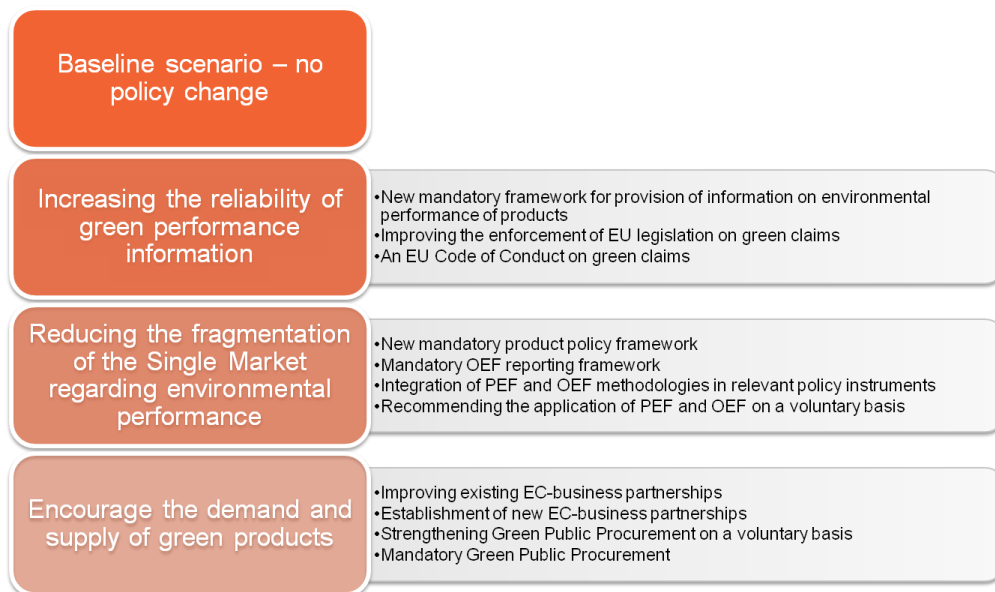 Baseline scenario – no
policy change
Increasing the reliability of
green performance
information
•New mandatory framework for provision of information on environmental
performance of products
•Improving the enforcement of EU legislation on green claims
•An EU Code of Conduct on green claims
Reducing the fragmentation
of the Single Market
regarding environmental
performance
•New mandatory product policy framework
•Mandatory OEF reporting framework
•Integration of PEF and OEF methodologies in relevant policy instruments
•Recommending the application of PEF and OEF on a voluntary basis
Encourage the demand and
supply of green products
•Improving existing EC-business partnerships
•Establishment of new EC-business partnerships
•Strengthening Green Public Procurement on a voluntary basis
•Mandatory Green Public Procurement